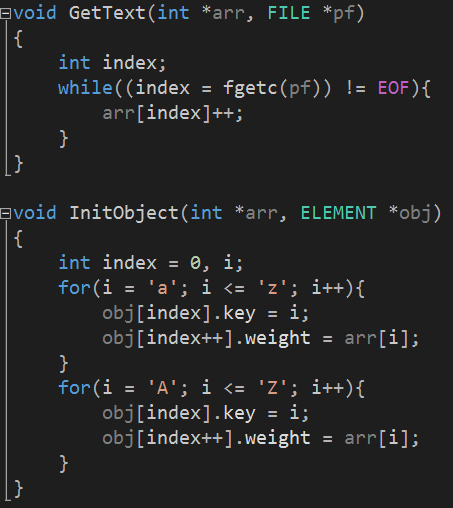 void GetText(int *arr, FILE *pf)
{
    int index;
    while((index = fgetc(pf)) != EOF){
        arr[index]++;
    }
}

void InitObject(int *arr, ELEMENT *obj)
{
    int index = 0, i;
    for(i = 'a'; i <= 'z'; i++){
        obj[index].key = i;
        obj[index++].weight = arr[i];
    }
    for(i = 'A'; i <= 'Z'; i++){
        obj[index].key = i;
        obj[index++].weight = arr[i];
    }
}